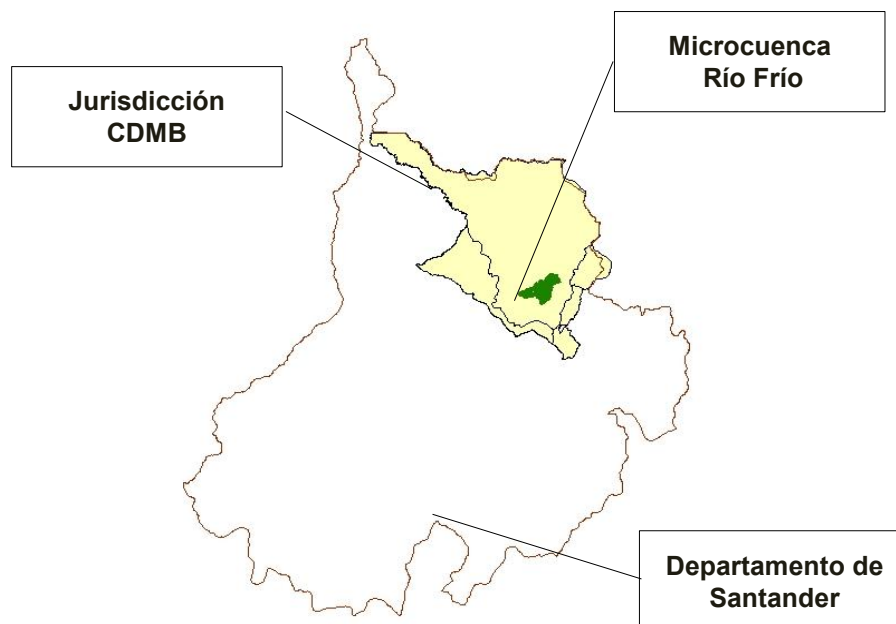 Microcuenca
Río Frío
Jurisdicción
CDMB
Departamento de
Santander